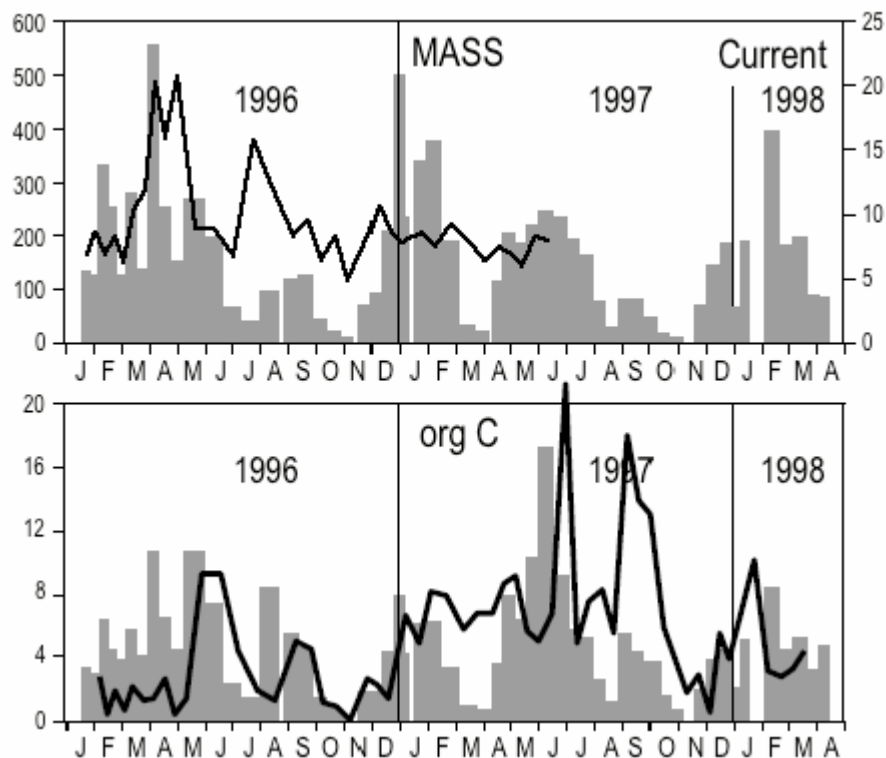 600 25
MASS Current
500 20
1996 1997 1998
400
15
300
10
200
100 5
0 0
J F M A M J J A S O N D J F M A M J J A S O N D J F M A
20
org C
16 1996 1997 1998
12
8
4
0
J F M A M J J A S O N D J F M A M J J A S O N D J F M A